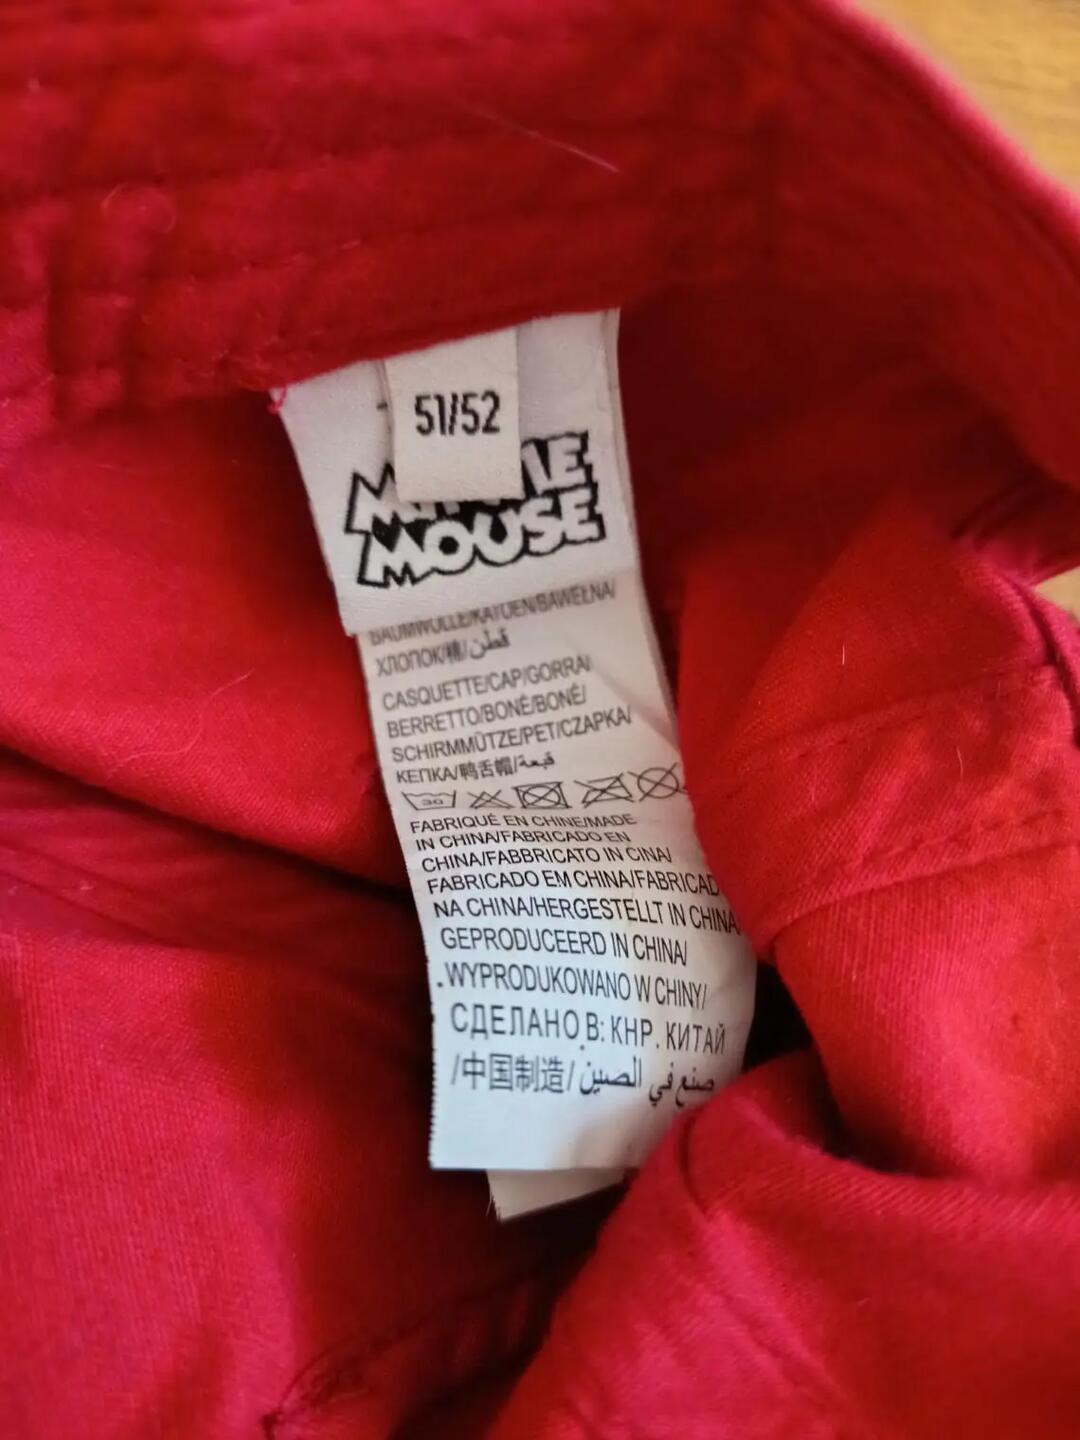 51/52
MOUSE
BAUMWOLLE/KATOEN/BAWEŁNA/
ХЛОПОК/棉/قطن
CASQUETTE/CAP/GORRA/
BERRETTO/BONÉ/BONÉ/
SCHIRMMÜTZE/PET/CZAPKA/
КЕПКА/鸭舌帽/قبعة
30
FABRIQUÉ EN CHINE/MADE
IN CHINA/FABRICADO EN
CHINA/FABBRICATO IN CINA/
FABRICADO EM CHINA/FABRICAD
NA CHINA/HERGESTELLT IN CHINA/
GEPRODUCEERD IN CHINA/
.WYPRODUKOWANO W CHINY/
СДЕЛАНО В: КНР. КИТАЙ
/中国制造/صنع في الصين